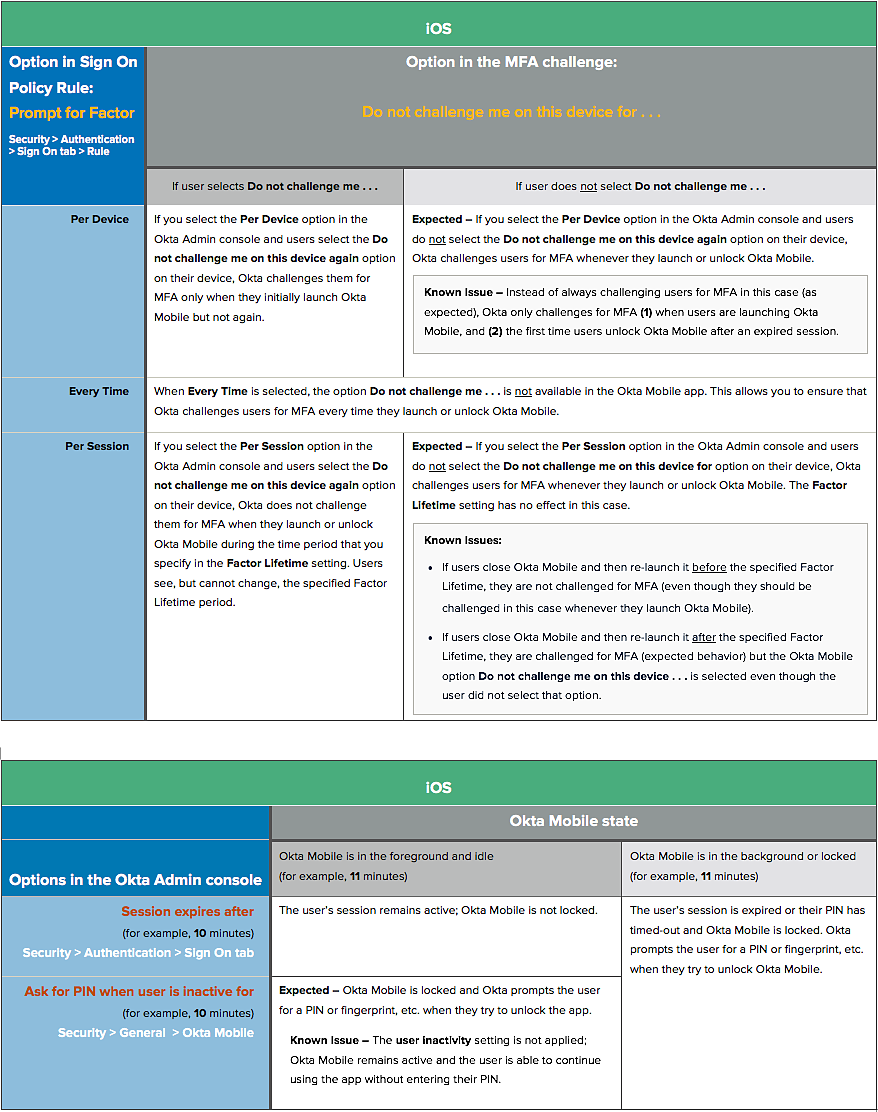 iOS
Option in Sign On
Policy Rule:
Prompt for Factor
Security > Authentication
> Sign On tab > Rule
Option in the MFA challenge:
Do not challenge me on this device for . . .
If user selects Do not challenge me . . .
If user does not select Do not challenge me . . .
Per Device
If you select the Per Device option in the
Okta Admin console and users select the Do
not challenge me on this device again option
on their device, Okta challenges them for
MFA only when they initially launch Okta
Mobile but not again.
Expected – If you select the Per Device option in the Okta Admin console and users
do not select the Do not challenge me on this device again option on their device,
Okta challenges users for MFA whenever they launch or unlock Okta Mobile.
Known Issue – Instead of always challenging users for MFA in this case (as
expected), Okta only challenges for MFA (1) when users are launching Okta
Mobile, and (2) the first time users unlock Okta Mobile after an expired session.
Every Time
When Every Time is selected, the option Do not challenge me . . . is not available in the Okta Mobile app. This allows you to ensure that
Okta challenges users for MFA every time they launch or unlock Okta Mobile.
Per Session
If you select the Per Session option in the
Okta Admin console and users select the Do
not challenge me on this device again option
on their device, Okta does not challenge
them for MFA when they launch or unlock
Okta Mobile during the time period that you
specify in the Factor Lifetime setting. Users
see, but cannot change, the specified Factor
Lifetime period.
Expected – If you select the Per Session option in the Okta Admin console and users
do not select the Do not challenge me on this device for option on their device, Okta
challenges users for MFA whenever they launch or unlock Okta Mobile. The Factor
Lifetime setting has no effect in this case.
Known Issues:
• If users close Okta Mobile and then re-launch it before the specified Factor
Lifetime, they are not challenged for MFA (even though they should be
challenged in this case whenever they launch Okta Mobile).
• If users close Okta Mobile and then re-launch it after the specified Factor
Lifetime, they are challenged for MFA (expected behavior) but the Okta Mobile
option Do not challenge me on this device . . . is selected even though the
user did not select that option.
iOS
Okta Mobile state
Options in the Okta Admin console
Okta Mobile is in the foreground and idle
(for example, 11 minutes)
Okta Mobile is in the background or locked
(for example, 11 minutes)
Session expires after
(for example, 10 minutes)
Security > Authentication > Sign On tab
The user's session remains active; Okta Mobile is not locked.
The user's session is expired or their PIN has
timed-out and Okta Mobile is locked. Okta
prompts the user for a PIN or fingerprint, etc.
when they try to unlock Okta Mobile.
Ask for PIN when user is inactive for
(for example, 10 minutes)
Security > General > Okta Mobile
Expected – Okta Mobile is locked and Okta prompts the user
for a PIN or fingerprint, etc. when they try to unlock the app.
Known Issue – The user inactivity setting is not applied;
Okta Mobile remains active and the user is able to continue
using the app without entering their PIN.